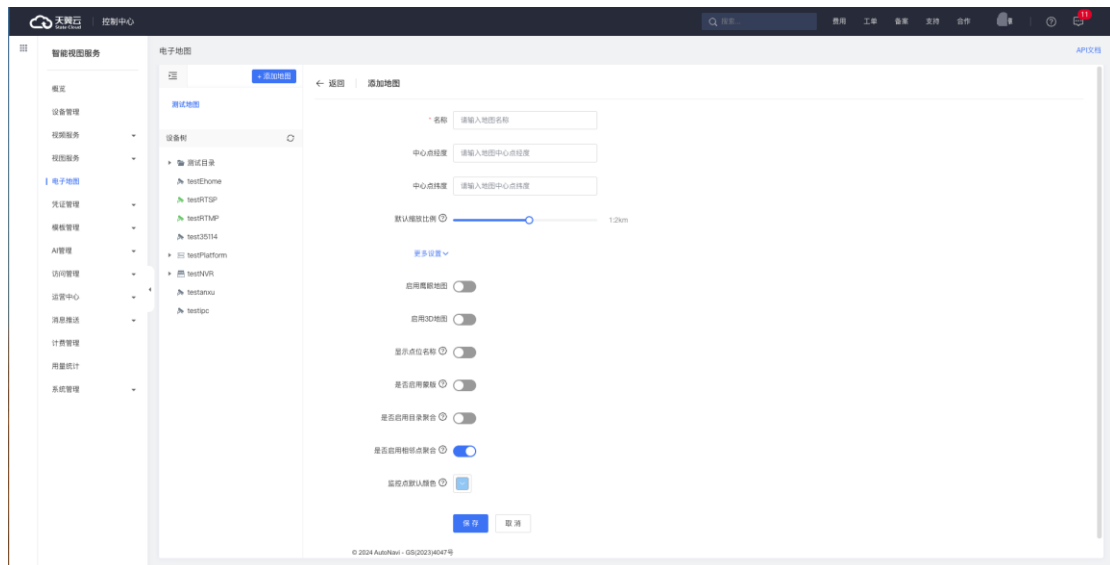 天翼云
State Cloud
控制中心
搜索...
费用
工单
备案
支持
合作
11
智能视图服务
电子地图
API文档
概览
设备管理
视频服务
视图服务
电子地图
凭证管理
模板管理
AI管理
访问管理
运营中心
消息推送
计费管理
用量统计
系统管理
+ 添加地图
测试地图
设备树
测试目录
testEhome
testRTSP
testRTMP
test35114
testPlatform
testNVR
testanxu
testipc
← 返回
添加地图
* 名称 请输入地图名称
中心点经度 请输入地图中心点经度
中心点纬度 请输入地图中心点纬度
默认缩放比例 1:2km
更多设置
启用鹰眼地图
启用3D地图
显示点位名称
是否启用蒙版
是否启用目录聚合
是否启用相邻点聚合
监控点默认颜色
保存 取消
© 2024 AutoNavi - GS(2023)4047号